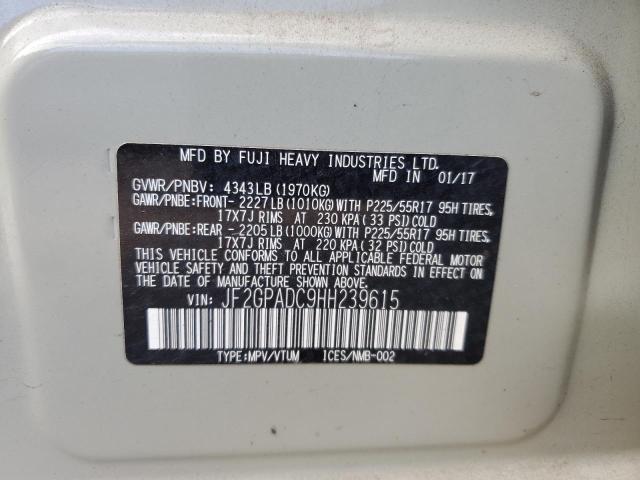 MFD BY FUJI HEAVY INDUSTRIES LTD.
MFD IN 01/17
GVWR/PNBV: 4343LB (1970KG)
GAWR/PNBE:FRONT- 2227LB (1010KG) WITH P225/55R17 95H TIRES,
17X7J RIMS AT 230 KPA (33 PSI) COLD
GAWR/PNBE:REAR - 2205LB (1000KG) WITH P225/55R17 95H TIRES,
17X7J RIMS AT 220 KPA (32 PSI) COLD
THIS VEHICLE CONFORMS TO ALL APPLICABLE FEDERAL MOTOR
VEHICLE SAFETY AND THEFT PREVENTION STANDARDS IN EFFECT ON
THE DATE OF MANUFACTURE SHOWN ABOVE.
VIN: JF2GPADC9HH239615
TYPE:MPV/VTUM ICES/NMB-002